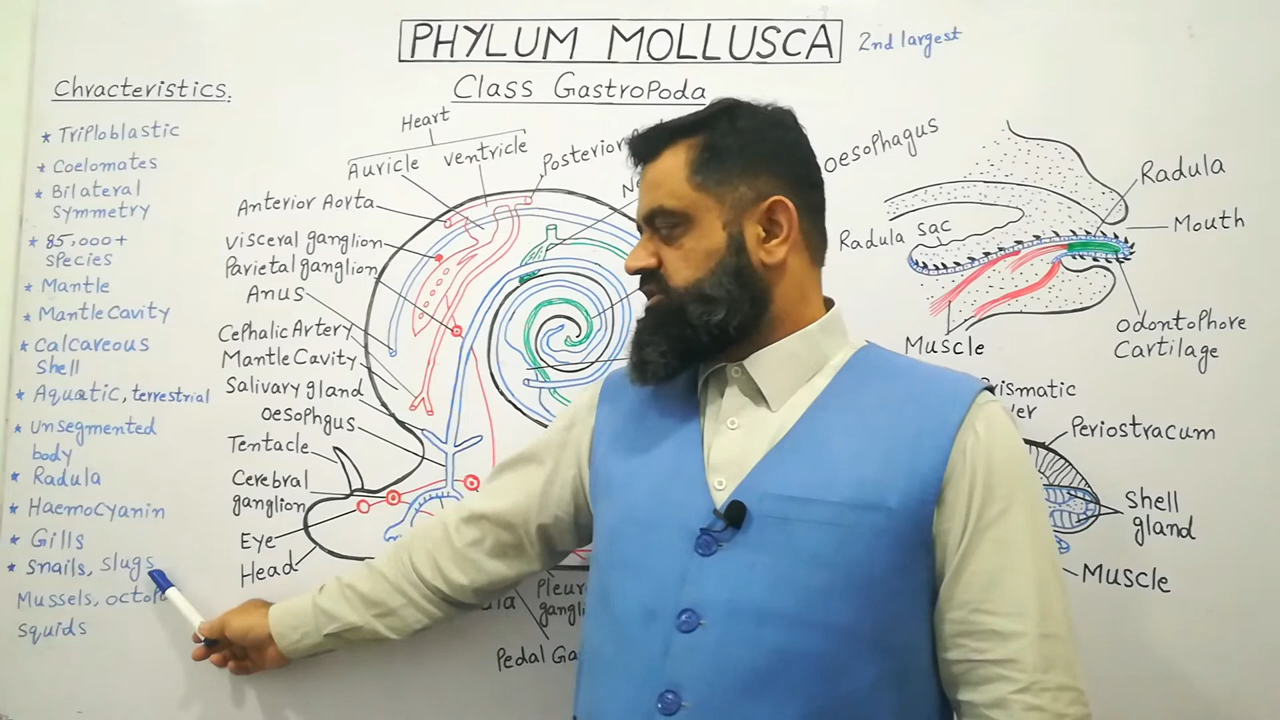 PHYLUM MOLLUSCA 2nd largest
Class GastroPoda
Chracteristics.
* Triploblastic
* Coelomates
* Bilateral
symmetry
* 85,000+
species
* Mantle
* Mantle Cavity
* Calcareous
Shell
* Aquatic, terrestrial
* unsegmented
body
* Radula
* Haemocyanin
* Gills
* Snails, slugs
Mussels,
squids
Heart
Auricle ventricle Posterior
Anterior Aorta
visceral ganglion
Parietal ganglion
Anus
Cephalic Artery
Mantle Cavity
Salivary gland
oesophgus
Tentacle
Cerebral
ganglion
Eye
Head
Pedal
oesophagus
Radula
Radula sac
Mouth
Muscle
Odontophore
Cartilage
Periostracum
Shell
gland
Muscle